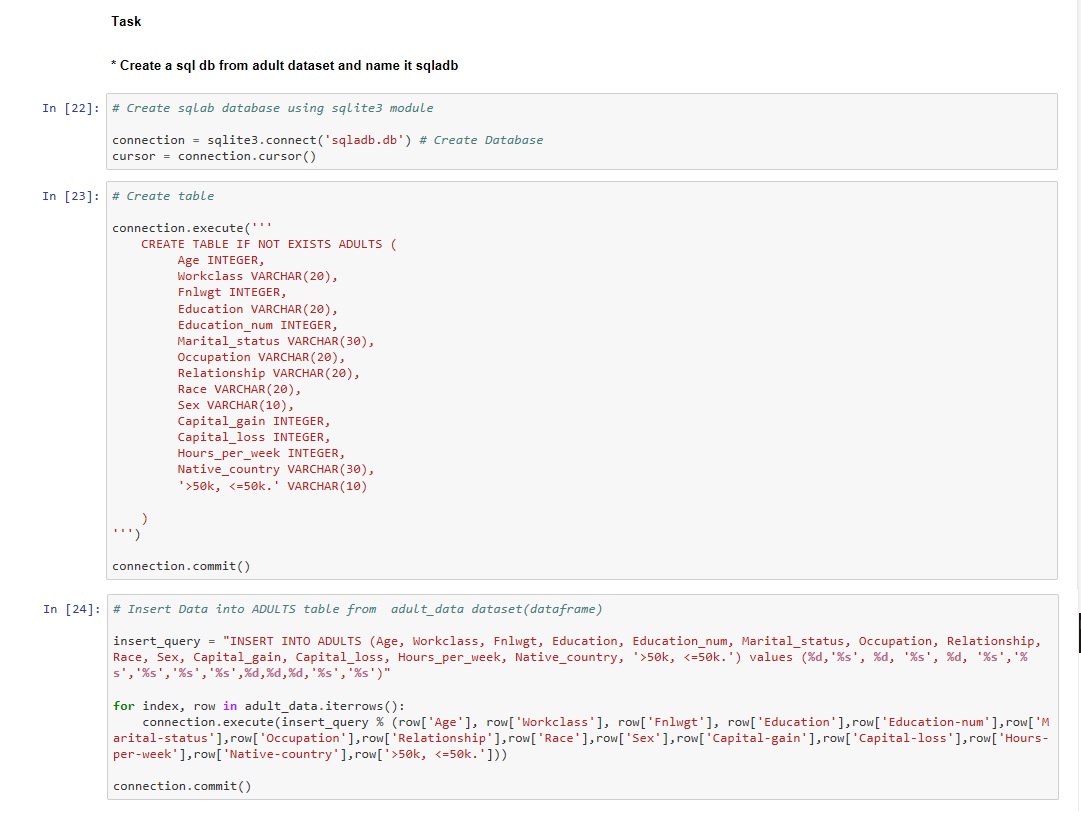 Task
* Create a sql db from adult dataset and name it sqladb
In [22]: # Create sqlab database using sqlite3 module
connection = sqlite3.connect('sqladb.db') # Create Database
cursor = connection.cursor()
In [23]: # Create table
connection.execute('''
CREATE TABLE IF NOT EXISTS ADULTS (
Age INTEGER,
Workclass VARCHAR(20),
Fnlwgt INTEGER,
Education VARCHAR(20),
Education_num INTEGER,
Marital_status VARCHAR(30),
Occupation VARCHAR(20),
Relationship VARCHAR(20),
Race VARCHAR(20),
Sex VARCHAR(10),
Capital_gain INTEGER,
Capital_loss INTEGER,
Hours_per_week INTEGER,
Native_country VARCHAR(30),
'>50k, <=50k.' VARCHAR(10)
)
''')
connection.commit()
In [24]: # Insert Data into ADULTS table from  adult_data dataset(dataframe)
insert_query = "INSERT INTO ADULTS (Age, Workclass, Fnlwgt, Education, Education_num, Marital_status, Occupation, Relationship,
Race, Sex, Capital_gain, Capital_loss, Hours_per_week, Native_country, '>50k, <=50k.') values (%d,'%s', %d, '%s', %d, '%s','%
s','%s','%s','%s',%d,%d,%d,'%s','%s')"
for index, row in adult_data.iterrows():
connection.execute(insert_query % (row['Age'], row['Workclass'], row['Fnlwgt'], row['Education'],row['Education-num'],row['M
arital-status'],row['Occupation'],row['Relationship'],row['Race'],row['Sex'],row['Capital-gain'],row['Capital-loss'],row['Hours-
per-week'],row['Native-country'],row['>50k, <=50k.']))
connection.commit()